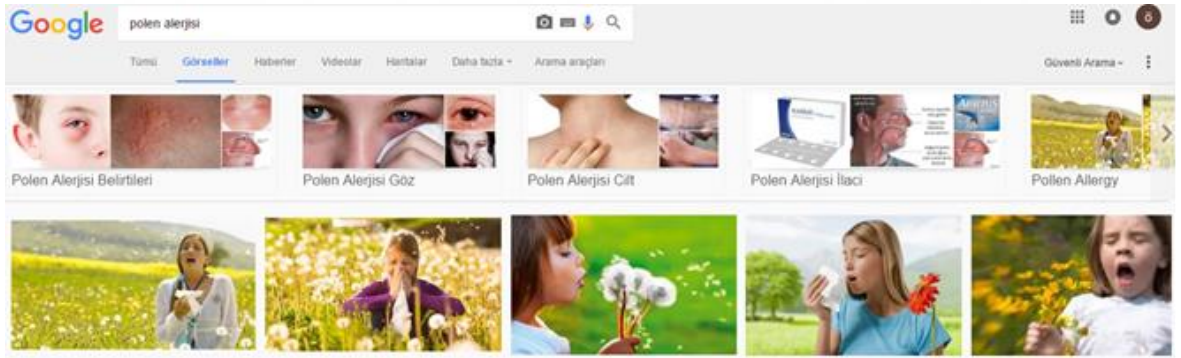 Google polen alerjisi
Tümü Görseller Haberler Videolar Haritalar Daha fazla Arama araçları Güvenli Arama
Polen Alerjisi Belirtileri Polen Alerjisi Göz Polen Alerjisi Cilt Polen Alerjisi İlaci Pollen Allergy